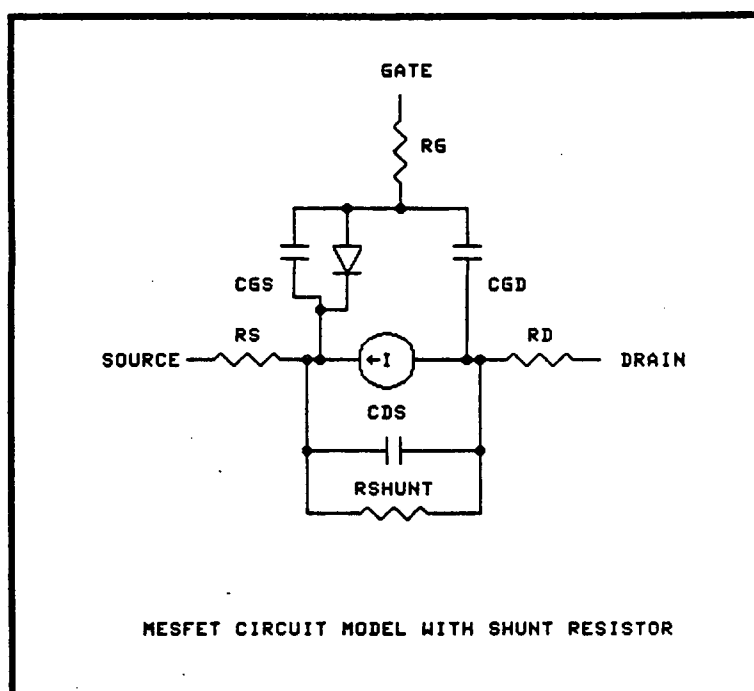 GATE
RG
CGS
CGD
RS
RD
SOURCE
←I
DRAIN
CDS
RSHUNT
MESFET CIRCUIT MODEL WITH SHUNT RESISTOR